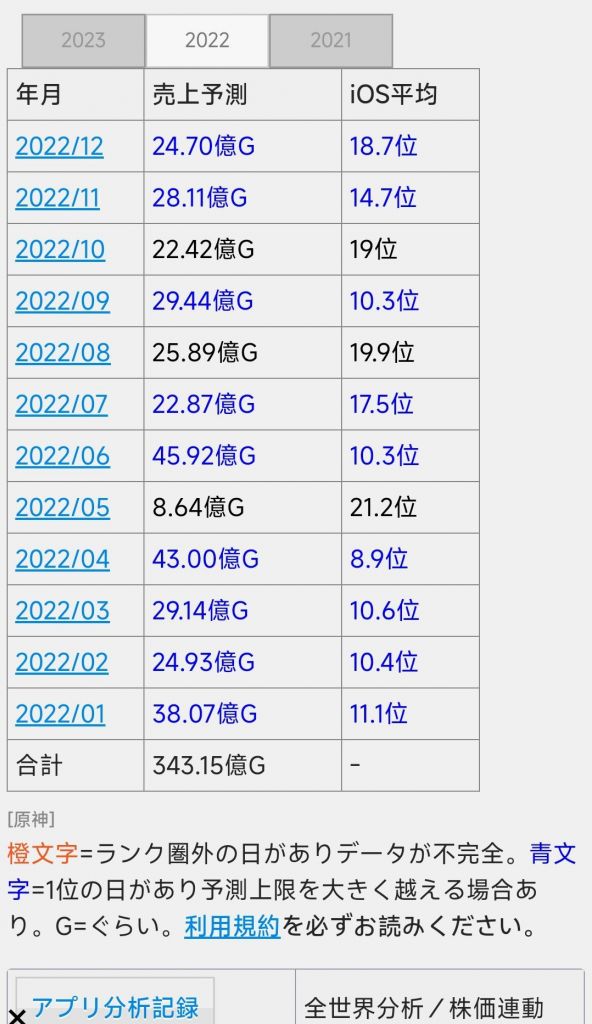 2023 2022 2021
年月 売上予測 iOS平均
2022/12 24.70億G 18.7位
2022/11 28.11億G 14.7位
2022/10 22.42億G 19位
2022/09 29.44億G 10.3位
2022/08 25.89億G 19.9位
2022/07 22.87億G 17.5位
2022/06 45.92億G 10.3位
2022/05 8.64億G 21.2位
2022/04 43.00億G 8.9位
2022/03 29.14億G 10.6位
2022/02 24.93億G 10.4位
2022/01 38.07億G 11.1位
合計 343.15億G -
[原神]
橙文字=ランク圏外の日がありデータが不完全。青文
字=1位の日があり予測上限を大きく越える場合あ
り。G=ぐらい。利用規約を必ずお読みください。
×アプリ分析記録 全世界分析/株価連動